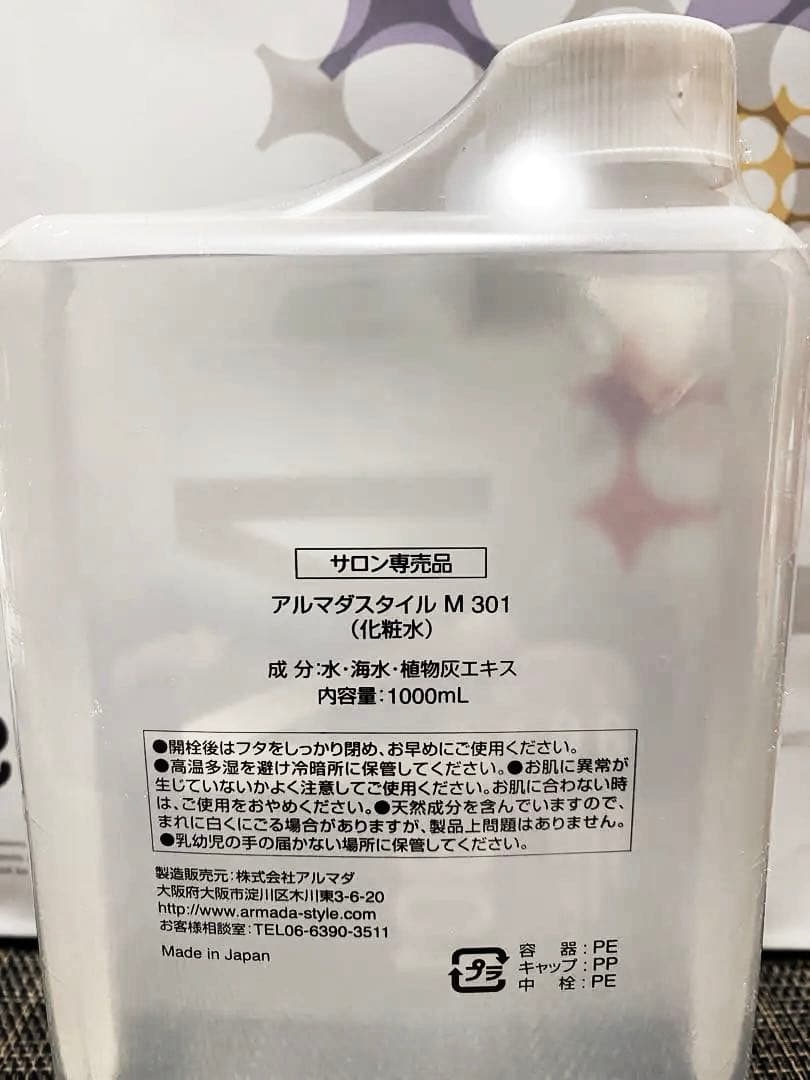 サロン専売品
アルマダスタイル M 301
(化粧水)
成 分:水・海水・植物灰エキス
内容量:1000mL
●開栓後はフタをしっかり閉め、お早めにご使用ください。
●高温多湿を避け冷暗所に保管してください。●お肌に異常が
生じていないかよく注意してご使用ください。お肌に合わない時
は、ご使用をおやめください。●天然成分を含んでいますので、
まれに白くにごる場合がありますが、製品上問題はありません。
●乳幼児の手の届かない場所に保管してください。
製造販売元:株式会社アルマダ
大阪府大阪市淀川区木川東3-6-20
http://www.armada-style.com
お客様相談室:TEL06-6390-3511
Made in Japan
プラ
容 器:PE
キャップ:PP
中 栓:PE